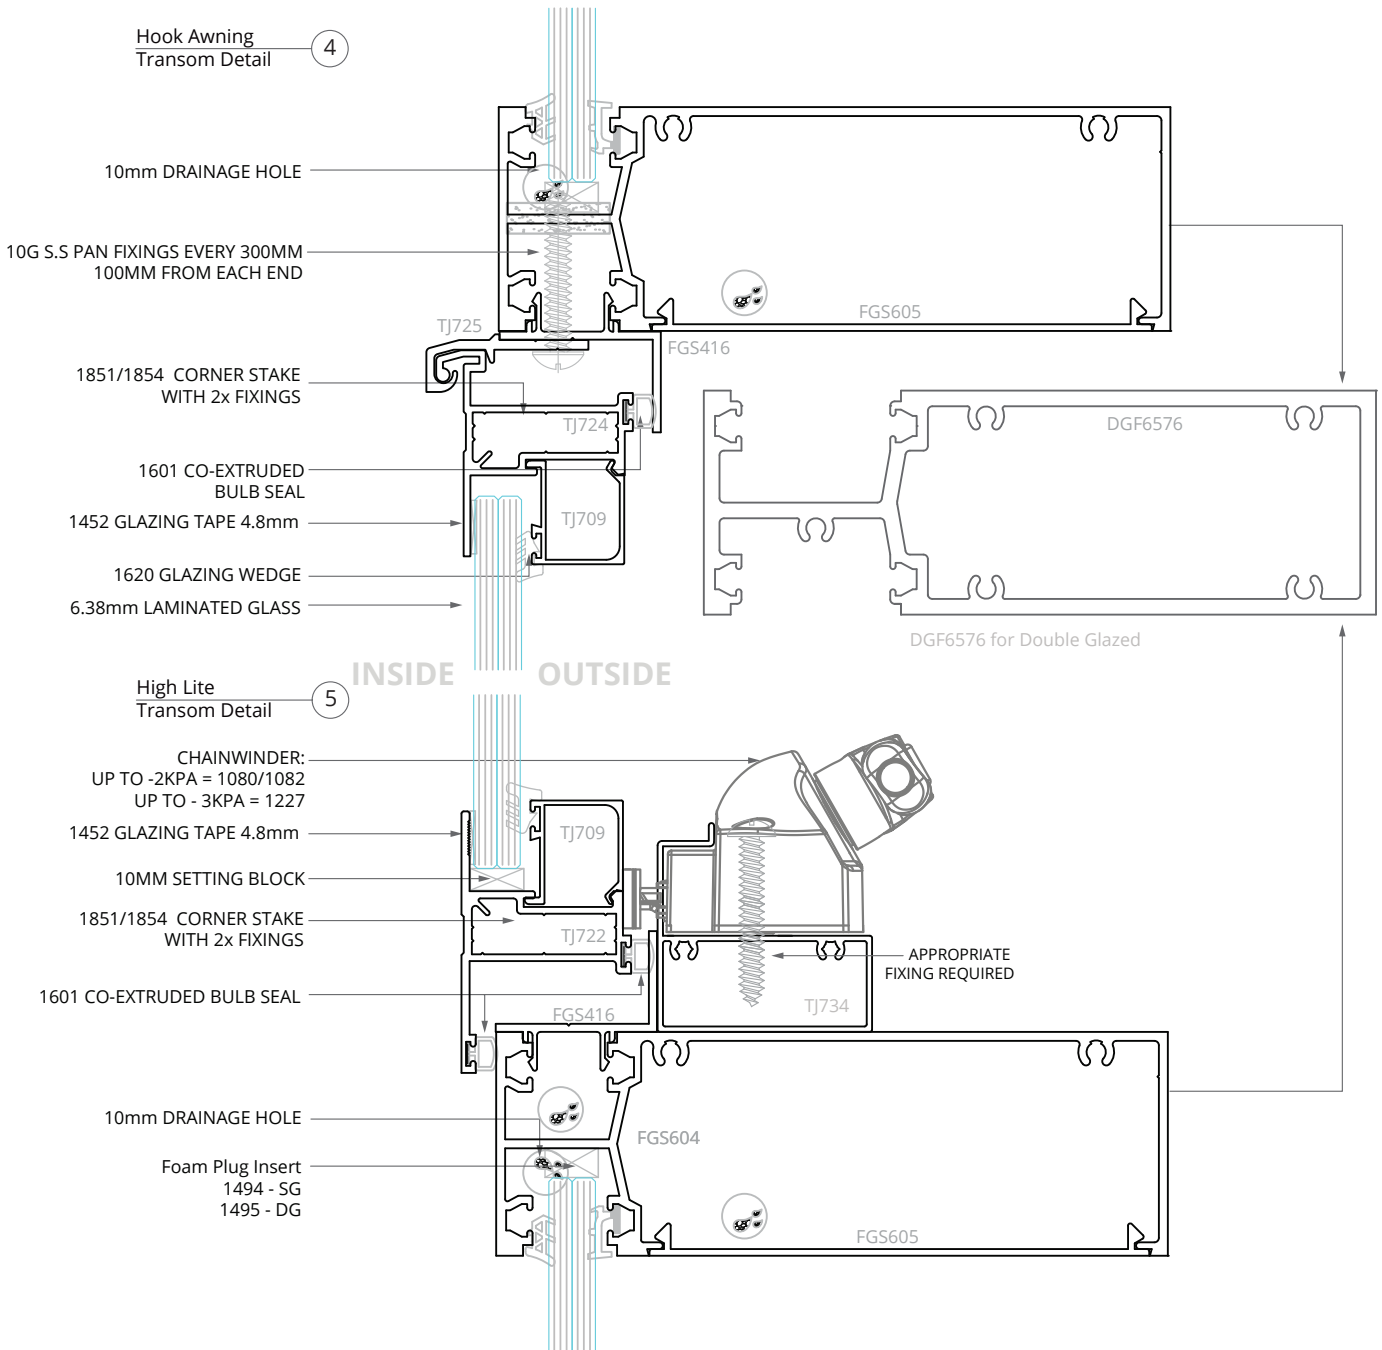 Hook Awning
Transom Detail
4
10mm DRAINAGE HOLE
10G S.S PAN FIXINGS EVERY 300MM
100MM FROM EACH END
FGS605
TJ725
FGS416
1851/1854 CORNER STAKE
WITH 2x FIXINGS
TJ724
DGF6576
1601 CO-EXTRUDED
BULB SEAL
1452 GLAZING TAPE 4.8mm
TJ709
1620 GLAZING WEDGE
6.38mm LAMINATED GLASS
DGF6576 for Double Glazed
INSIDE
OUTSIDE
High Lite
Transom Detail
5
CHAINWINDER:
UP TO -2KPA = 1080/1082
UP TO - 3KPA = 1227
1452 GLAZING TAPE 4.8mm
TJ709
10MM SETTING BLOCK
1851/1854 CORNER STAKE
WITH 2x FIXINGS
TJ722
APPROPRIATE
FIXING REQUIRED
1601 CO-EXTRUDED BULB SEAL
TJ734
FGS416
10mm DRAINAGE HOLE
FGS604
Foam Plug Insert
1494 - SG
1495 - DG
FGS605